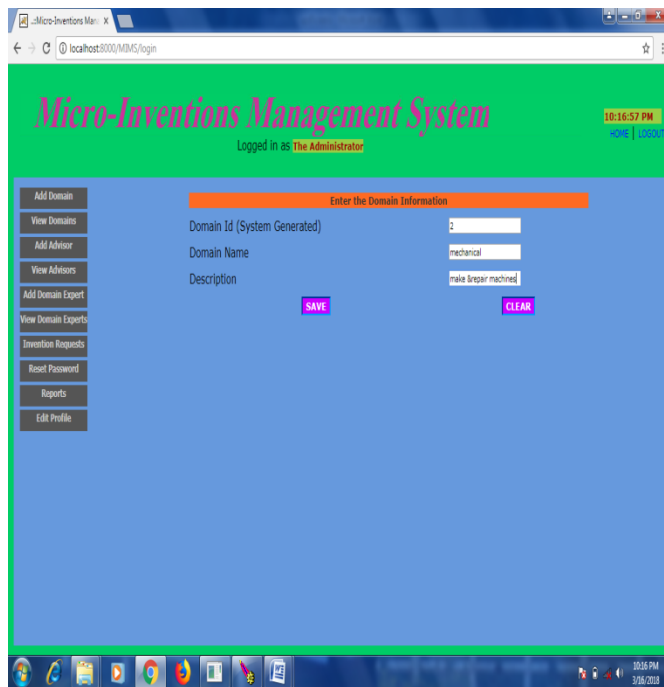 ..::Micro-Inventions Man
localhost:8000/MIMS/login
Micro-Inventions Management System
10:16:57 PM
Logged in as The Administrator
HOME | LOGOUT
Add Domain
View Domains
Add Advisor
View Advisors
Add Domain Expert
View Domain Experts
Invention Requests
Reset Password
Reports
Edit Profile
Enter the Domain Information
Domain Id (System Generated) 2
Domain Name mechanical
Description make &repair machines
SAVE CLEAR
10:16 PM
3/16/2018